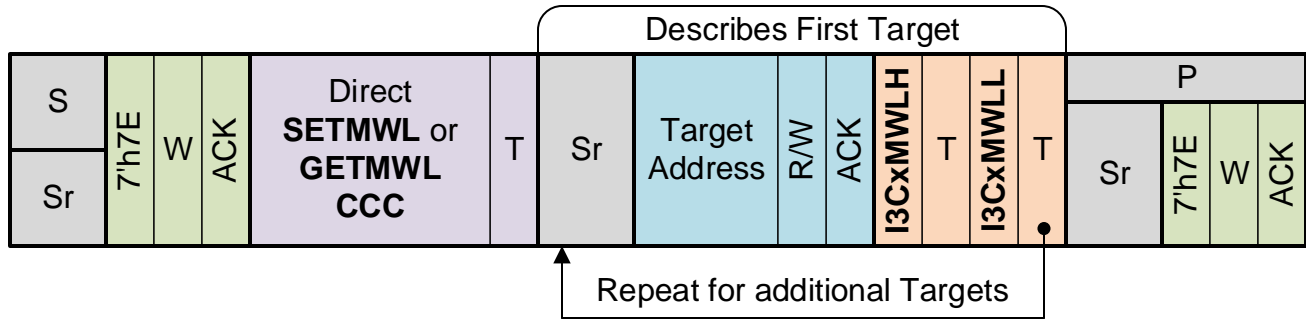 Describes First Target
S
Sr
7'h7E
W
ACK
Direct
SETMWL or
GETMWL
CCC
T
Sr
Target
Address
R/W
ACK
I3CxMWLH
T
I3CxMWLL
T
P
Sr
7'h7E
W
ACK
Repeat for additional Targets